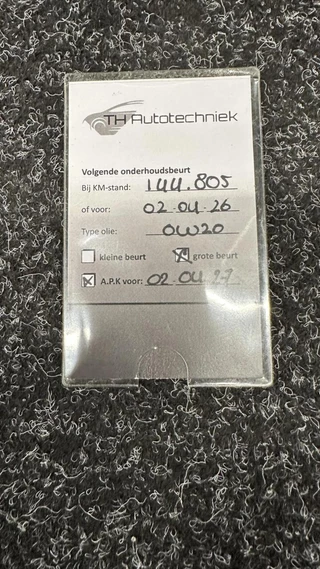 TH Autotechniek
Volgende onderhoudsbeurt
Bij KM-stand: 144.805
of voor: 02-04-26
Type olie: 0W20
kleine beurt grote beurt
A.P.K voor: 02-04-27